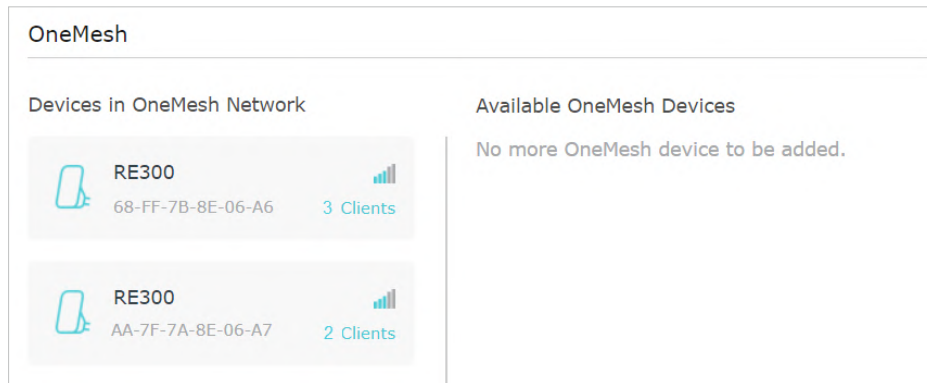 OneMesh
Devices in OneMesh Network
RE300
68-FF-7B-8E-06-A6
3 Clients
RE300
AA-7F-7A-8E-06-A7
2 Clients
Available OneMesh Devices
No more OneMesh device to be added.